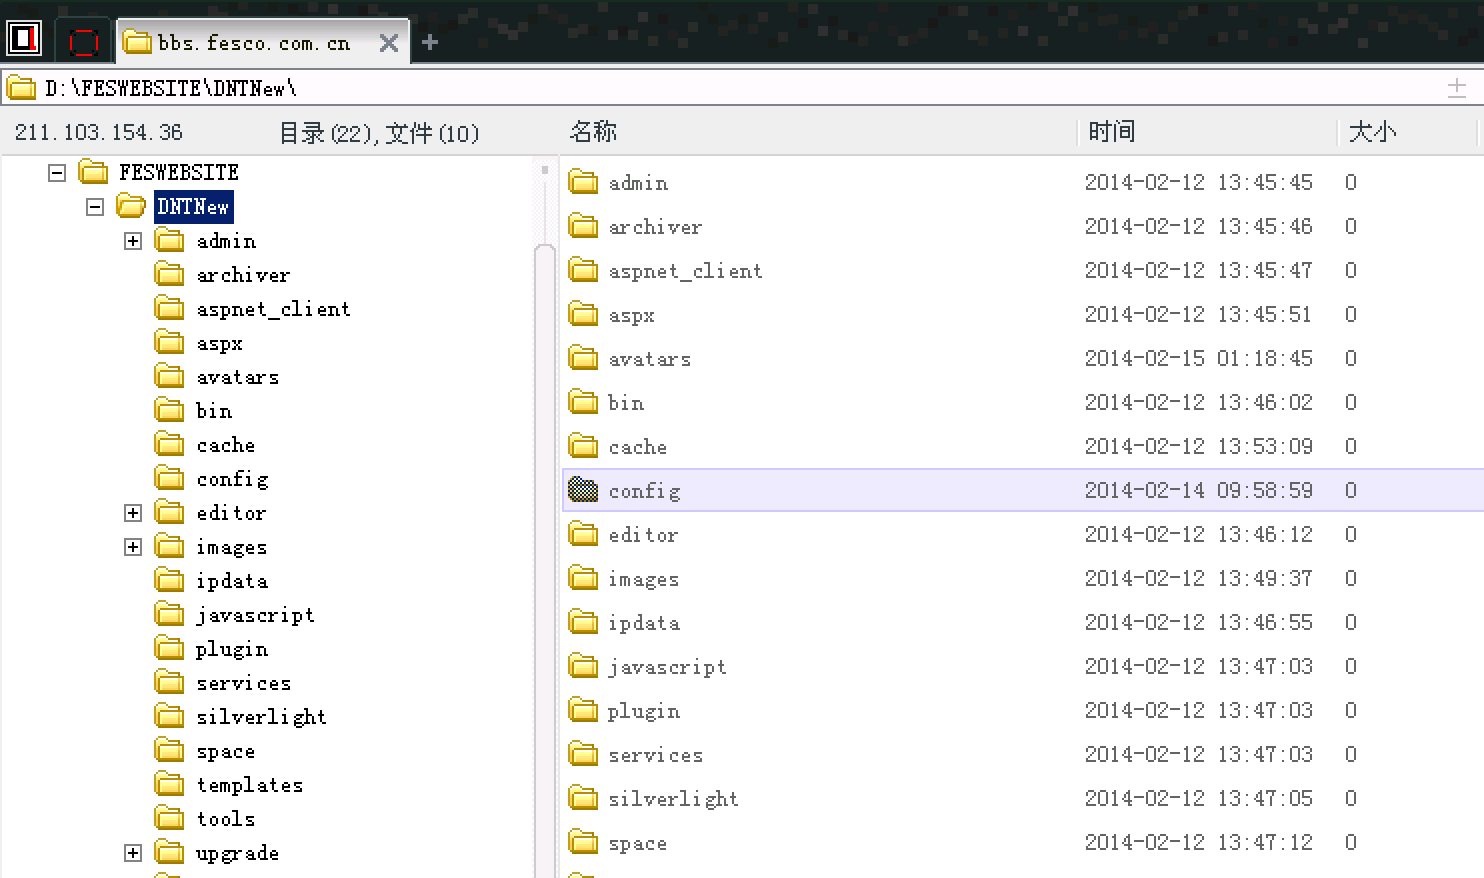 bbs.fesco.com.cn
D:\FESWEBSITE\DNTNew\
211.103.154.36 目录(22),文件(10) 名称 时间 大小
FESWEBSITE
DNTNew
admin
archiver
aspnet_client
aspx
avatars
bin
cache
config
editor
images
ipdata
javascript
plugin
services
silverlight
space
templates
tools
upgrade
admin 2014-02-12 13:45:45 0
archiver 2014-02-12 13:45:46 0
aspnet_client 2014-02-12 13:45:47 0
aspx 2014-02-12 13:45:51 0
avatars 2014-02-15 01:18:45 0
bin 2014-02-12 13:46:02 0
cache 2014-02-12 13:53:09 0
config 2014-02-14 09:58:59 0
editor 2014-02-12 13:46:12 0
images 2014-02-12 13:49:37 0
ipdata 2014-02-12 13:46:55 0
javascript 2014-02-12 13:47:03 0
plugin 2014-02-12 13:47:03 0
services 2014-02-12 13:47:03 0
silverlight 2014-02-12 13:47:05 0
space 2014-02-12 13:47:12 0